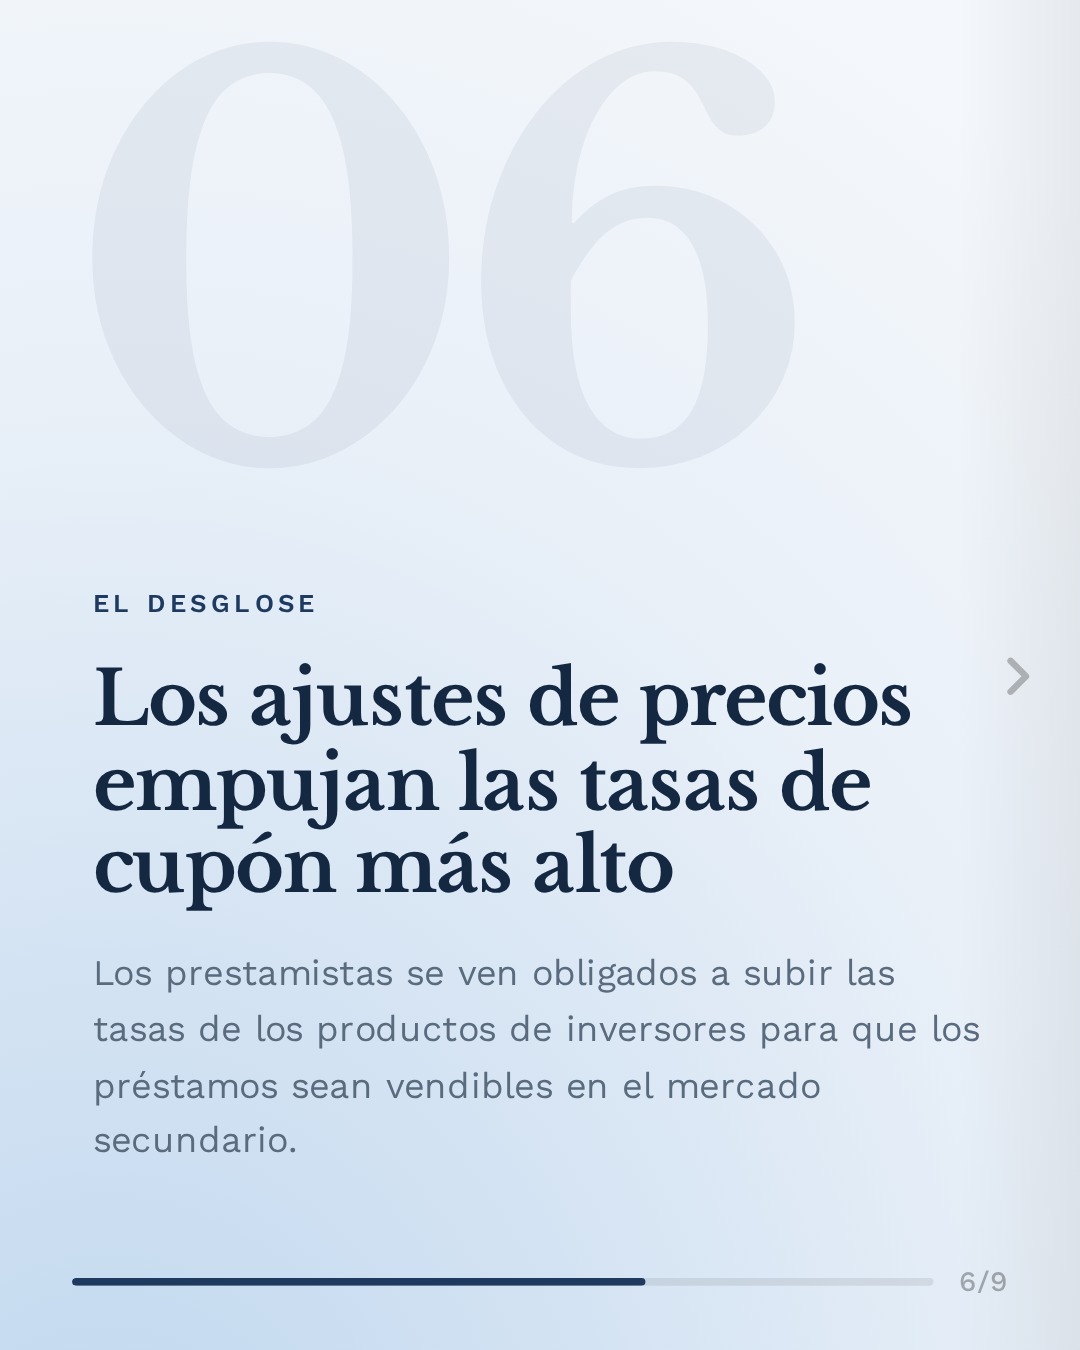 06
EL DESGLOSE
Los ajustes de precios
empujan las tasas de
cupón más alto
Los prestamistas se ven obligados a subir las
tasas de los productos de inversores para que los
préstamos sean vendibles en el mercado
secundario.
6/9